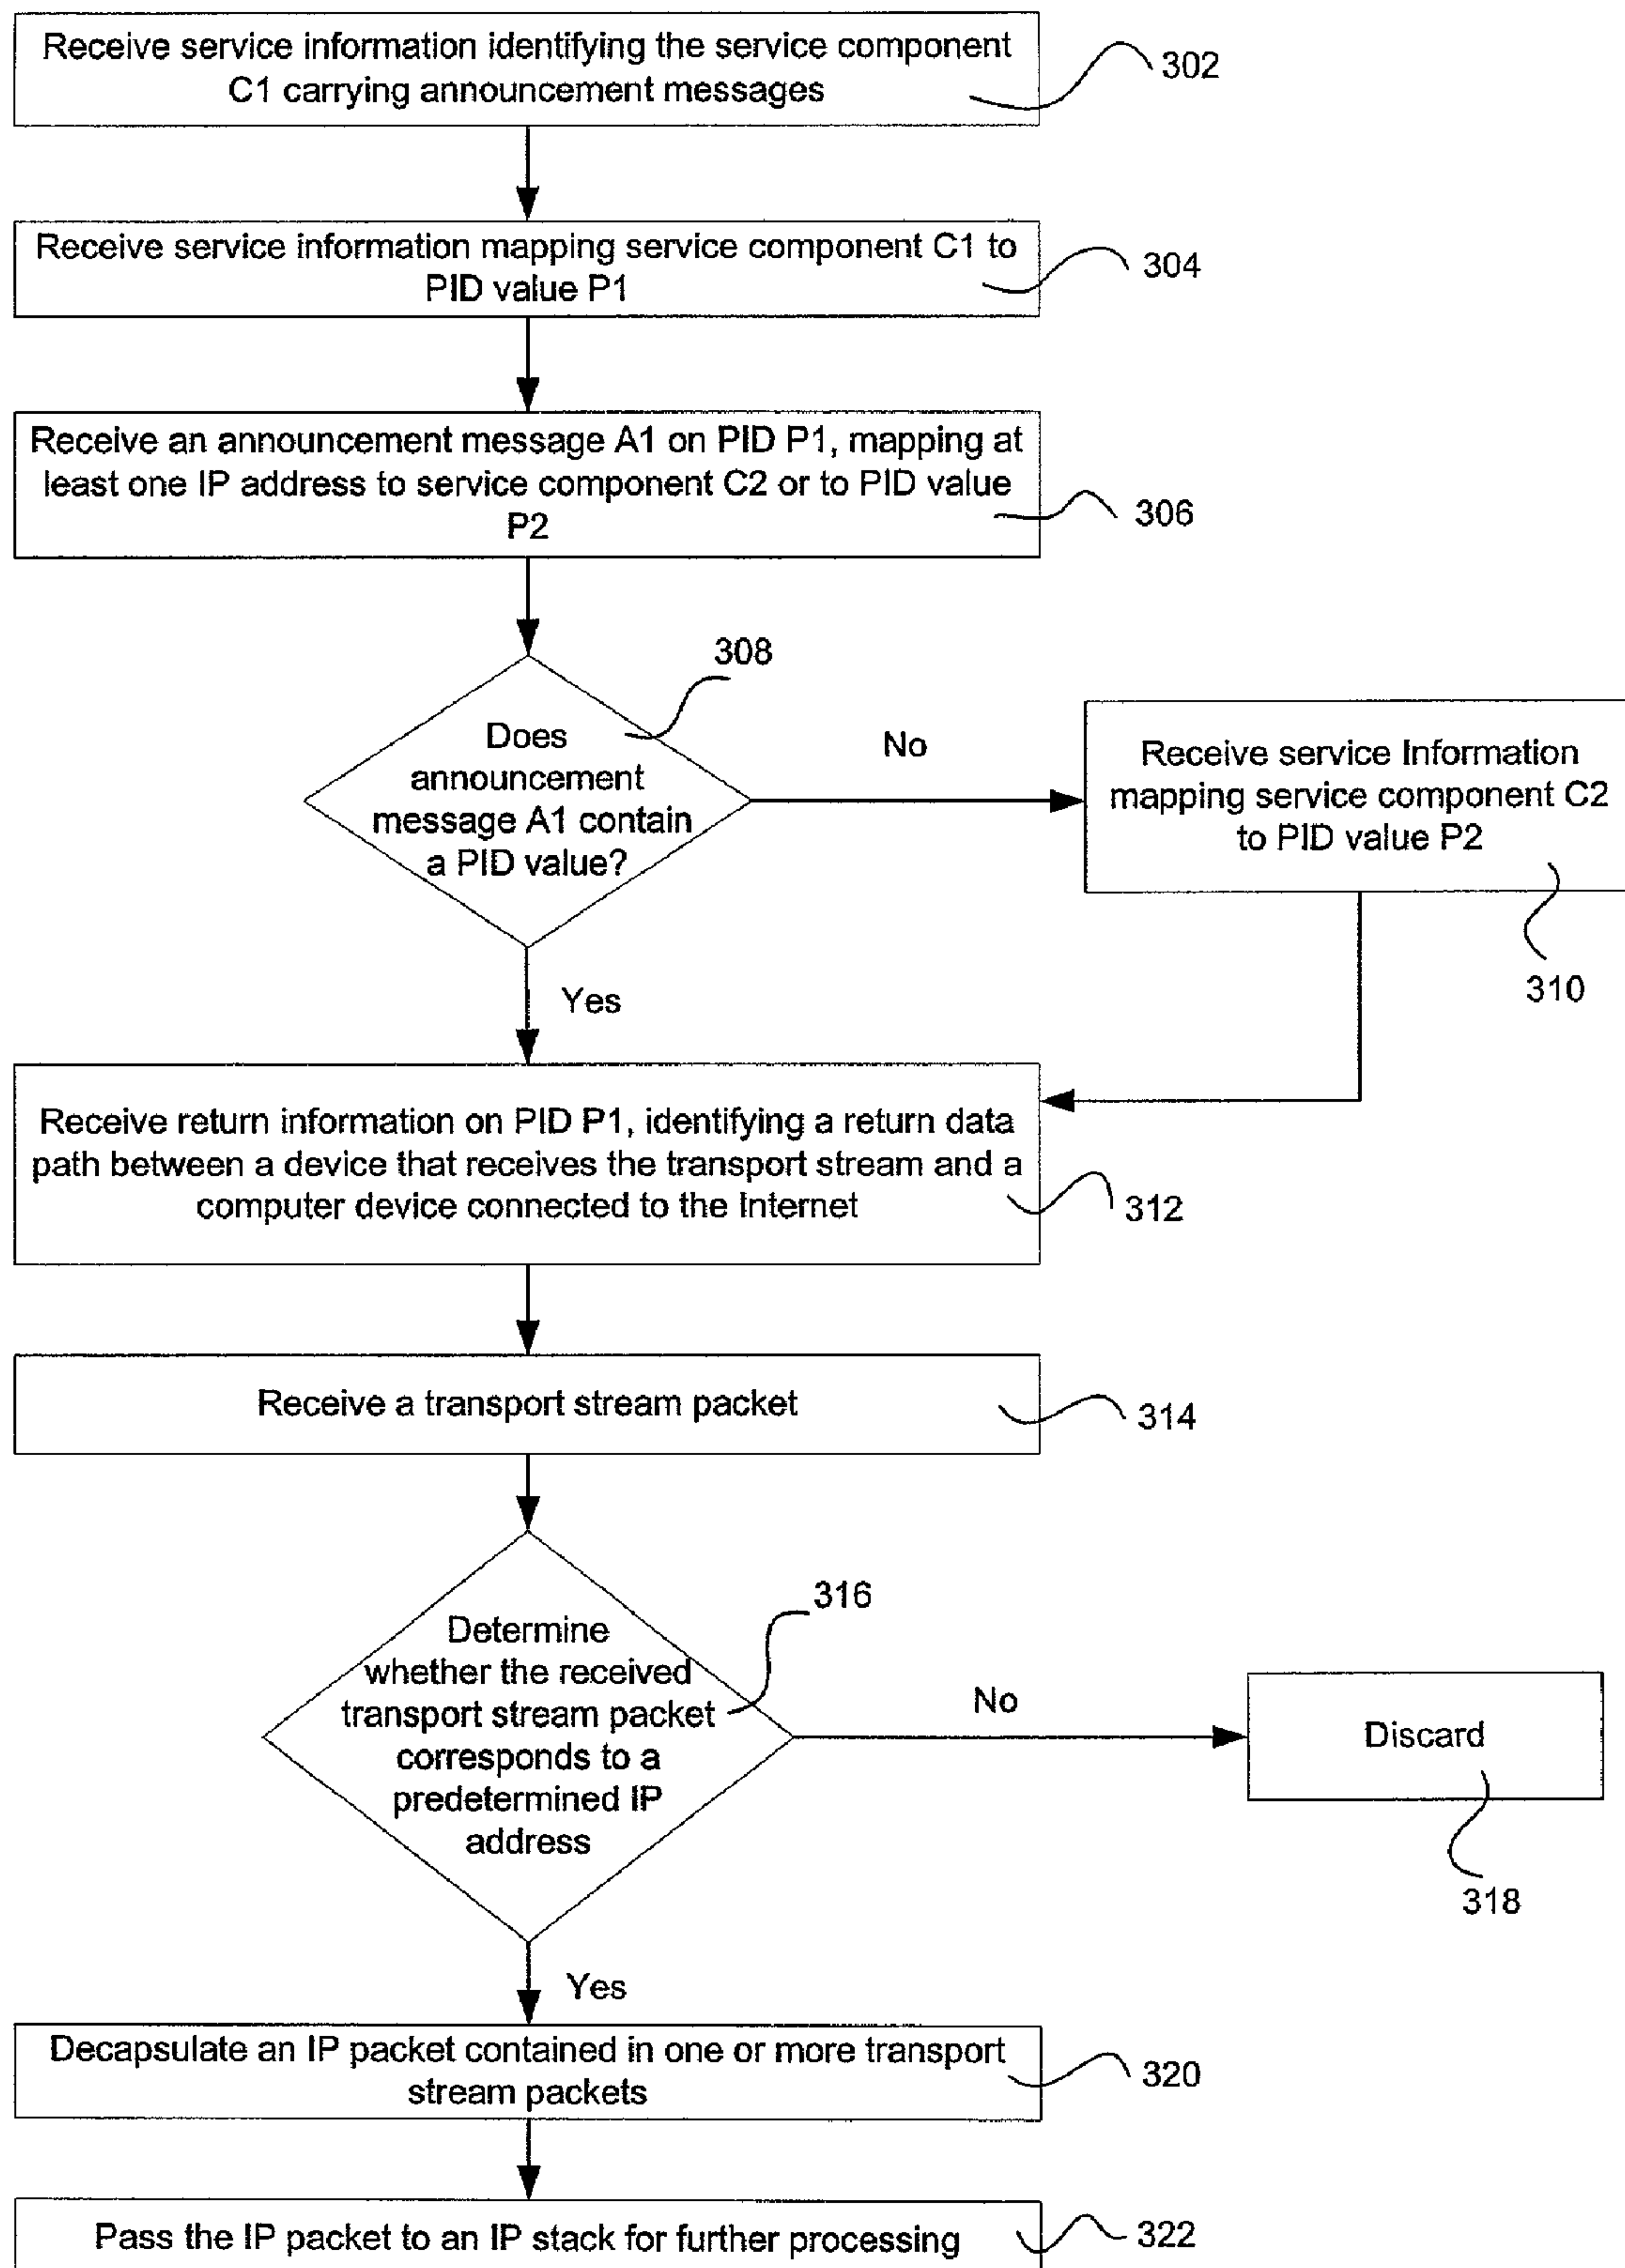 Receive service information identifying the service component
C1 carrying announcement messages
302
Receive service information mapping service component C1 to
PID value P1
304
Receive an announcement message A1 on PID P1, mapping at
least one IP address to service component C2 or to PID value
P2
306
308
Does
announcement
message A1 contain
a PID value?
No
Receive service Information
mapping service component C2
to PID value P2
310
Yes
Receive return information on PID P1, identifying a return data
path between a device that receives the transport stream and a
computer device connected to the Internet
312
Receive a transport stream packet
314
316
Determine
whether the received
transport stream packet
corresponds to a
predetermined IP
address
No
Discard
318
Yes
Decapsulate an IP packet contained in one or more transport
stream packets
320
Pass the IP packet to an IP stack for further processing
322